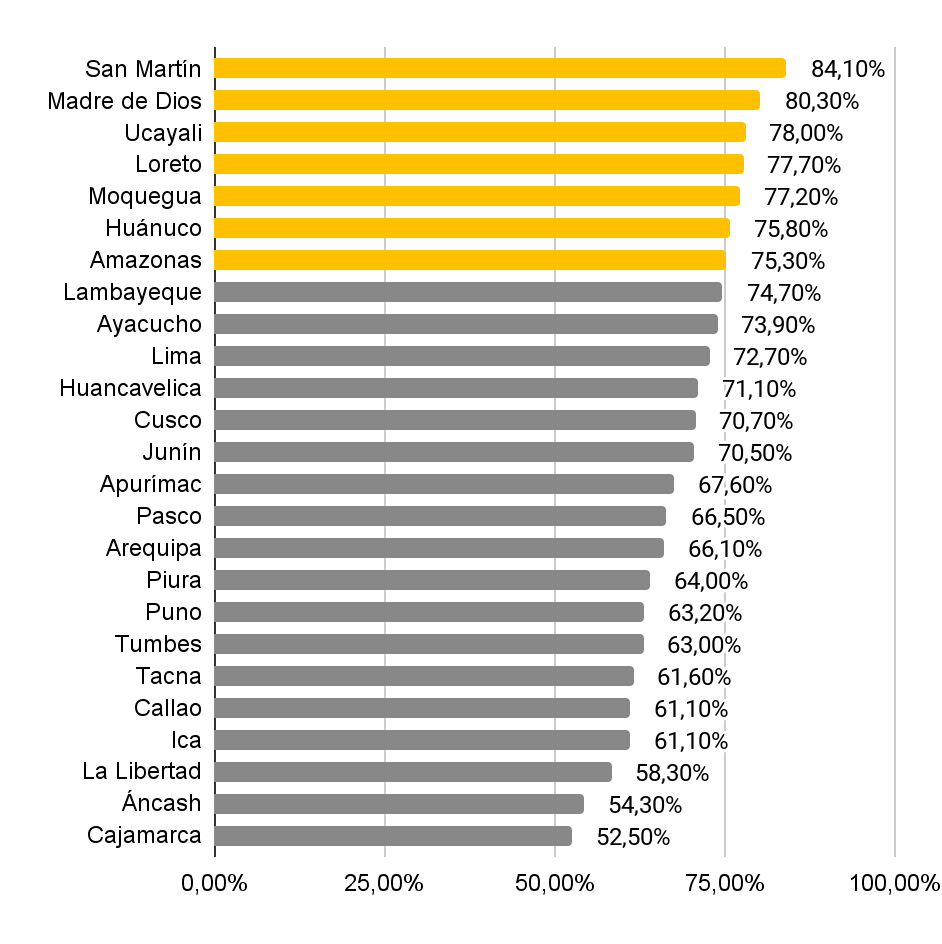 San Martín 84,10%
Madre de Dios 80,30%
Ucayali 78,00%
Loreto 77,70%
Moquegua 77,20%
Huánuco 75,80%
Amazonas 75,30%
Lambayeque 74,70%
Ayacucho 73,90%
Lima 72,70%
Huancavelica 71,10%
Cusco 70,70%
Junín 70,50%
Apurímac 67,60%
Pasco 66,50%
Arequipa 66,10%
Piura 64,00%
Puno 63,20%
Tumbes 63,00%
Tacna 61,60%
Callao 61,10%
Ica 61,10%
La Libertad 58,30%
Áncash 54,30%
Cajamarca 52,50%
0,00% 25,00% 50,00% 75,00% 100,00%